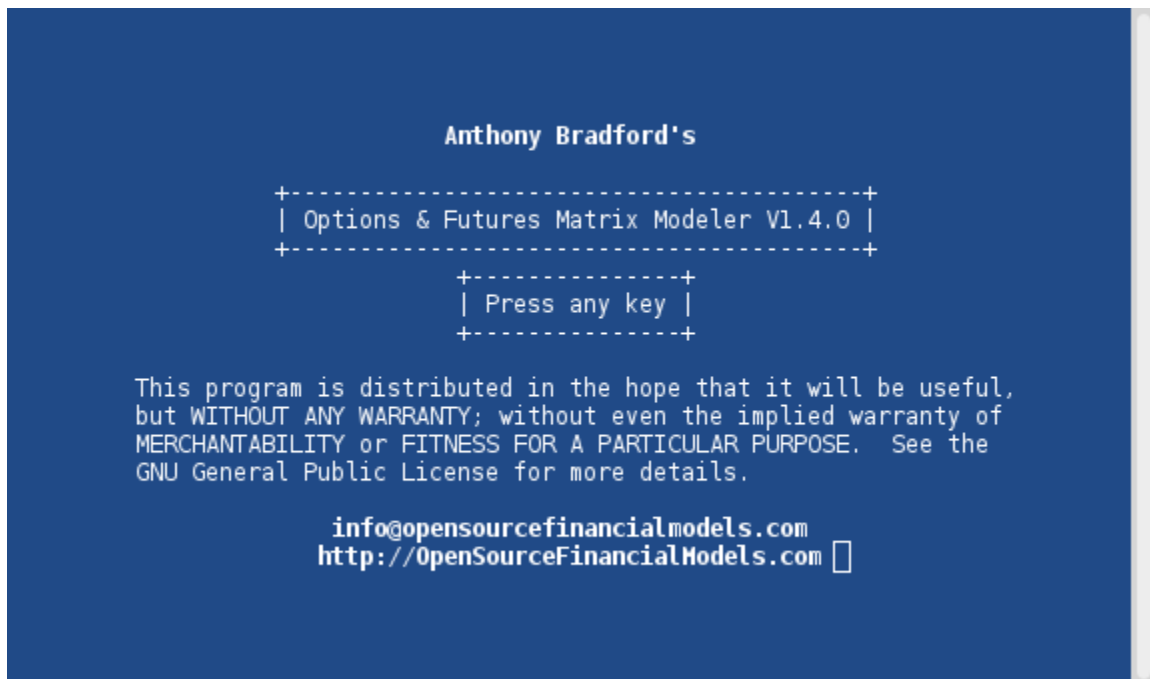 Anthony Bradford's
+-----------------------------------------+
| Options & Futures Matrix Modeler V1.4.0 |
+-----------------------------------------+
+---------------+
| Press any key |
+---------------+
This program is distributed in the hope that it will be useful,
but WITHOUT ANY WARRANTY; without even the implied warranty of
MERCHANTABILITY or FITNESS FOR A PARTICULAR PURPOSE.  See the
GNU General Public License for more details.
info@opensourcefinancialmodels.com
http://OpenSourceFinancialModels.com